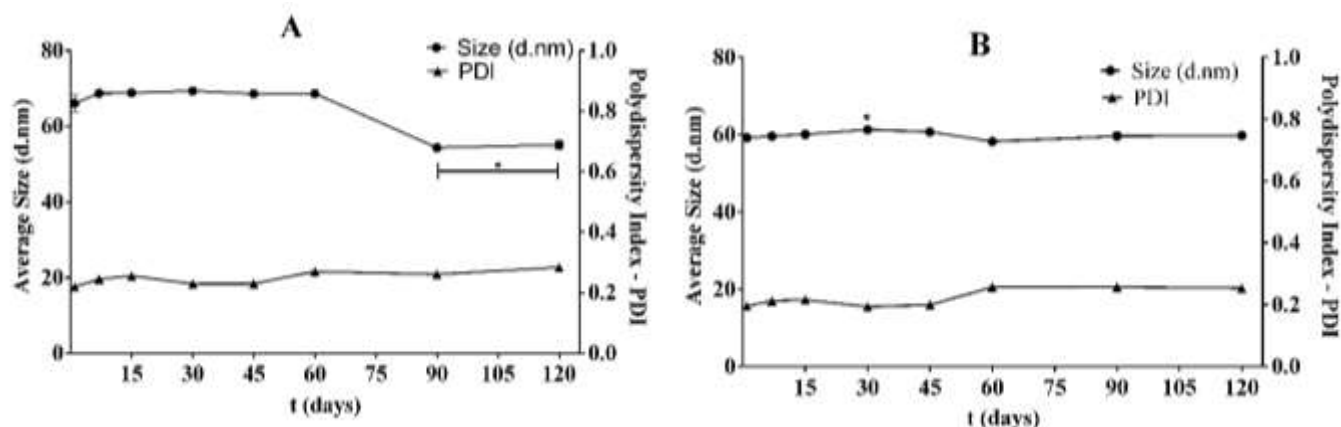 A
Size (d.nm)
PDI
Average Size (d.nm)
80
60
40
20
0
*
1.0
0.8
0.6
0.4
0.2
0.0
Polydispersity Index - PDI
15 30 45 60 75 90 105 120
t (days)
B
Size (d.nm)
PDI
Average Size (d.nm)
80
60
40
20
0
*
1.0
0.8
0.6
0.4
0.2
0.0
Polydispersity Index - PDI
15 30 45 60 75 90 105 120
t (days)